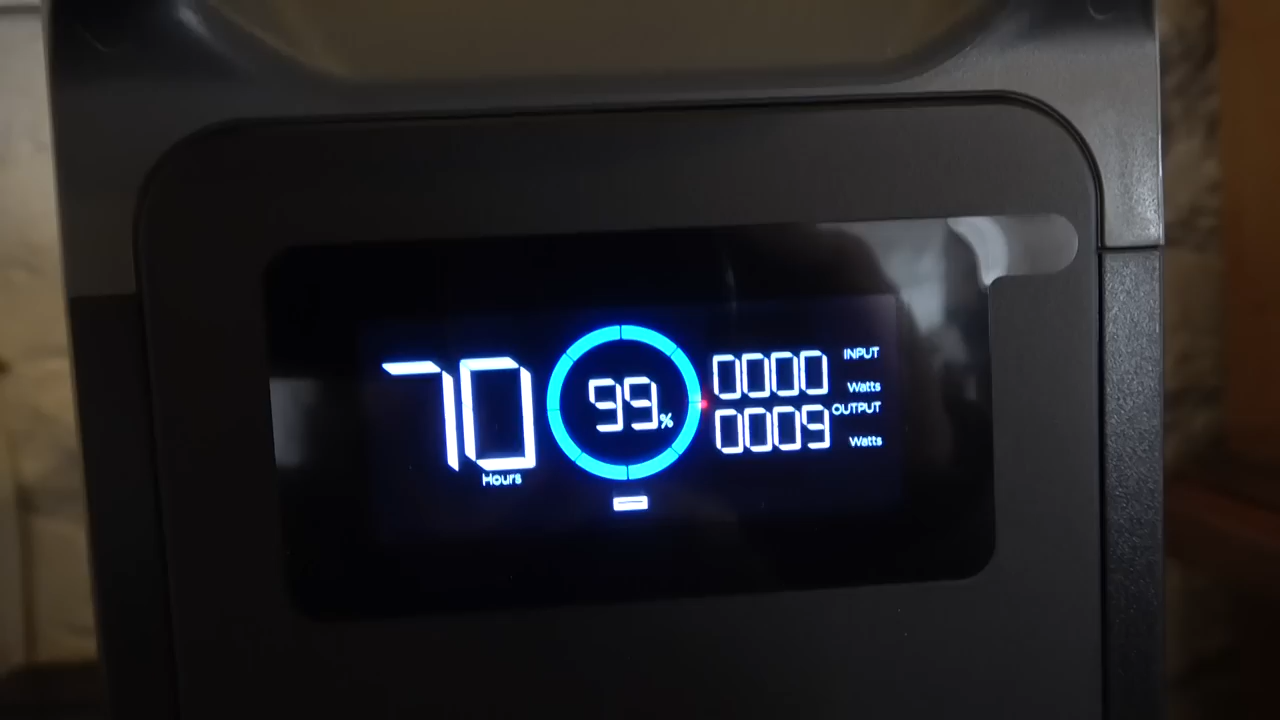 70
Hours
99%
0000 INPUT
Watts
0009 OUTPUT
Watts